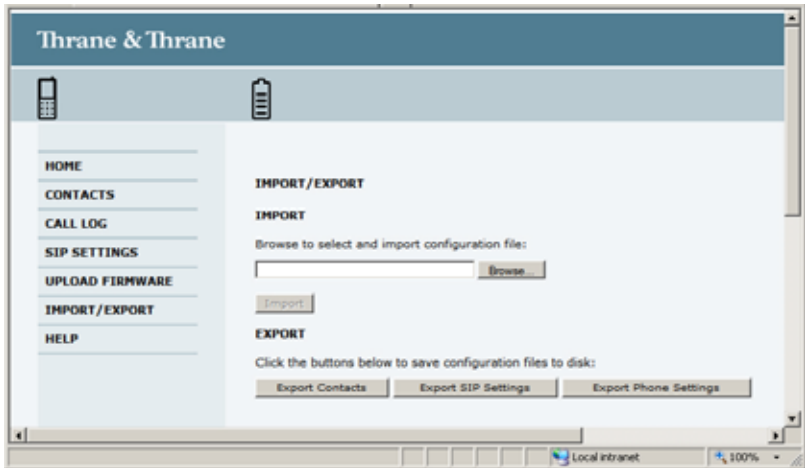 Thrane & Thrane
HOME
CONTACTS
CALL LOG
SIP SETTINGS
UPLOAD FIRMWARE
IMPORT/EXPORT
HELP
IMPORT/EXPORT
IMPORT
Browse to select and import configuration file:
Browse...
Import
EXPORT
Click the buttons below to save configuration files to disk:
Export Contacts Export SIP Settings Export Phone Settings
Local intranet 100%